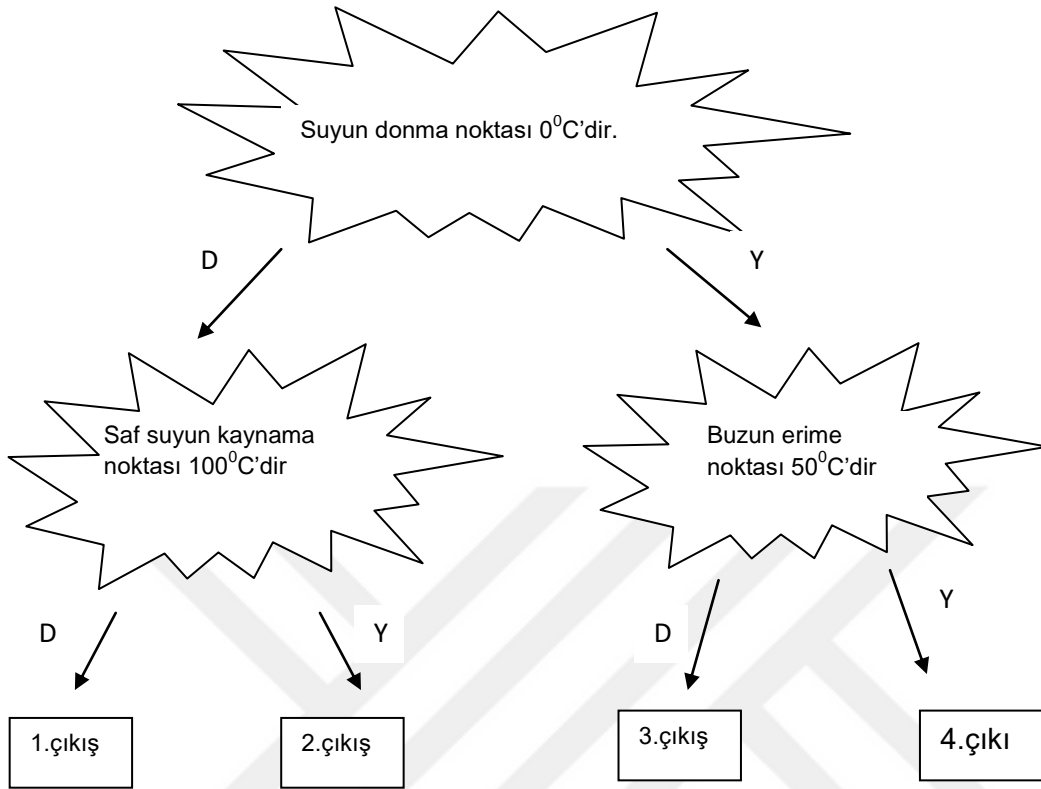 Suyun donma noktası 0⁰C’dir.
D
Y
Saf suyun kaynama
noktası 100⁰C’dir
Buzun erime
noktası 50⁰C’dir
D
Y
D
Y
1.çıkış
2.çıkış
3.çıkış
4.çıkı